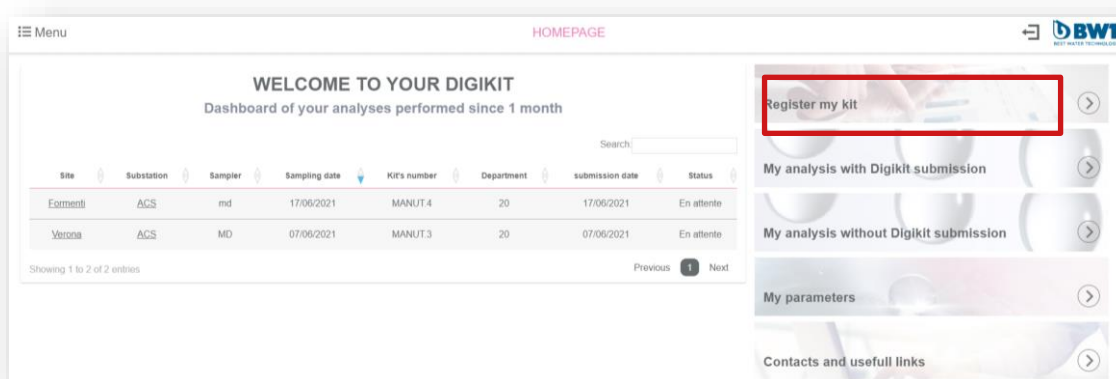 Menu
HOMEPAGE
BWT
BEST WATER TECHNOLOGY
WELCOME TO YOUR DIGIKIT
Dashboard of your analyses performed since 1 month
Search:
Site Substation Sampler Sampling date Kit's number Department submission date Status
Formenti ACS md 17/06/2021 MANUT.4 20 17/06/2021 En attente
Verona ACS MD 07/06/2021 MANUT.3 20 07/06/2021 En attente
Showing 1 to 2 of 2 entries
Previous 1 Next
Register my kit
My analysis with Digikit submission
My analysis without Digikit submission
My parameters
Contacts and usefull links